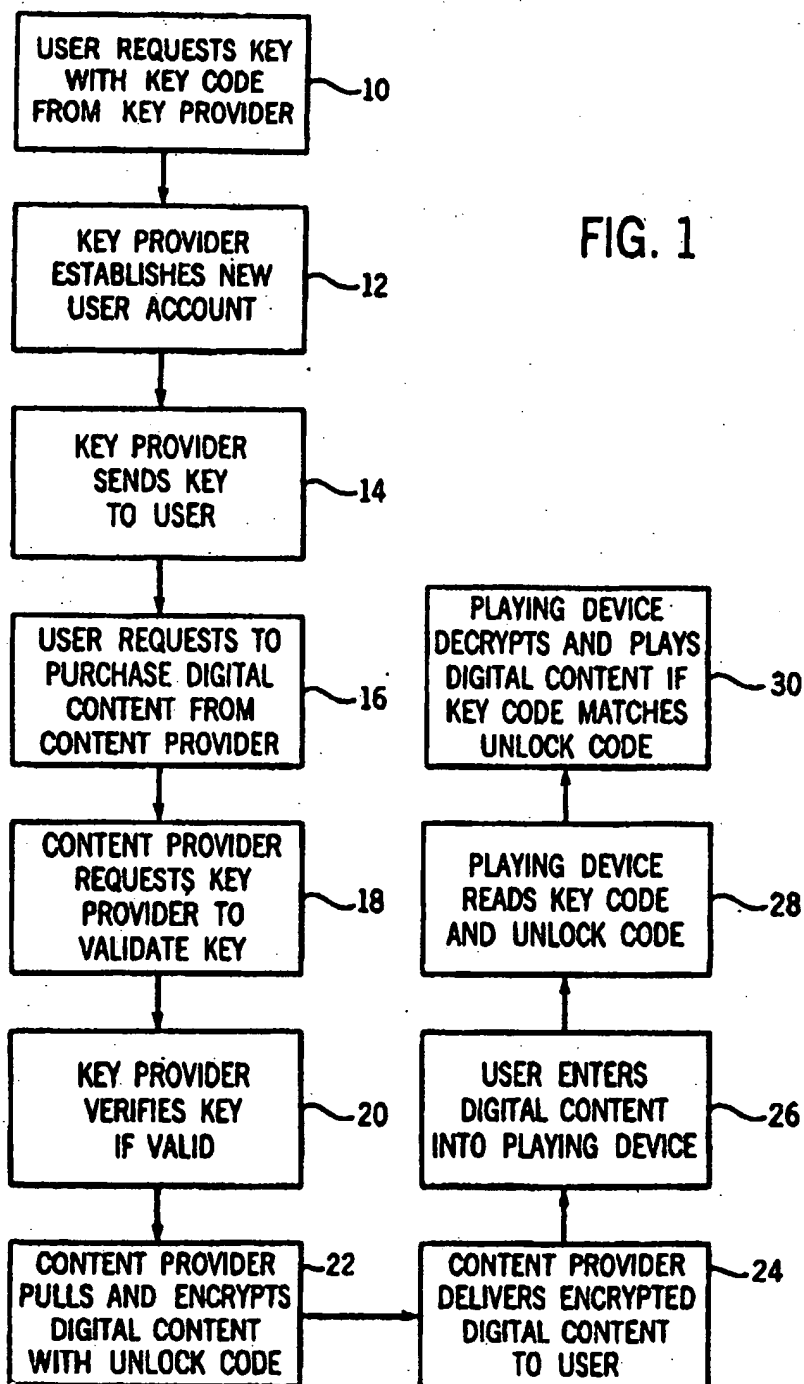 USER REQUESTS KEY
WITH KEY CODE
FROM KEY PROVIDER
10
KEY PROVIDER
ESTABLISHES NEW
USER ACCOUNT
12
FIG. 1
KEY PROVIDER
SENDS KEY
TO USER
14
USER REQUESTS TO
PURCHASE DIGITAL
CONTENT FROM
CONTENT PROVIDER
16
CONTENT PROVIDER
REQUESTS KEY
PROVIDER TO
VALIDATE KEY
18
KEY PROVIDER
VERIFIES KEY
IF VALID
20
CONTENT PROVIDER
PULLS AND ENCRYPTS
DIGITAL CONTENT
WITH UNLOCK CODE
22
CONTENT PROVIDER
DELIVERS ENCRYPTED
DIGITAL CONTENT
TO USER
24
USER ENTERS
DIGITAL CONTENT
INTO PLAYING DEVICE
26
PLAYING DEVICE
READS KEY CODE
AND UNLOCK CODE
28
PLAYING DEVICE
DECRYPTS AND PLAYS
DIGITAL CONTENT IF
KEY CODE MATCHES
UNLOCK CODE
30